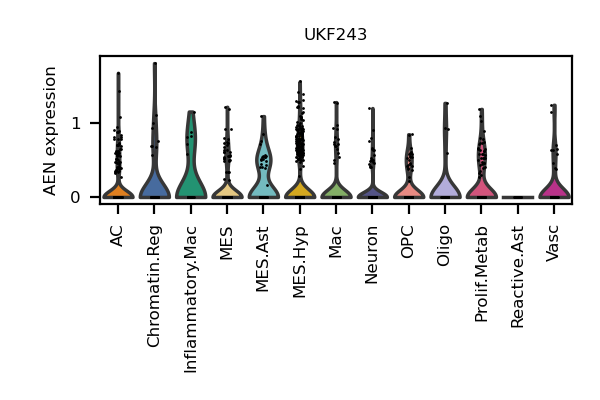 UKF243
AEN expression
1
0
AC
Chromatin.Reg
Inflammatory.Mac
MES
MES.Ast
MES.Hyp
Mac
Neuron
OPC
Oligo
Prolif.Metab
Reactive.Ast
Vasc